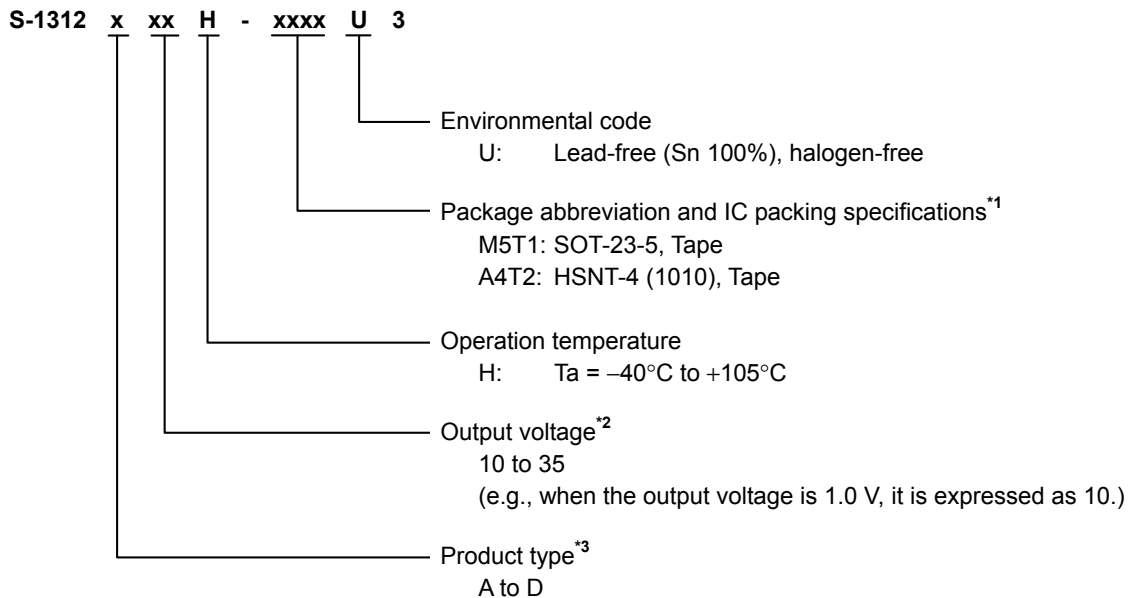 S-1312 x xx H - xxxx U 3
Environmental code
U: Lead-free (Sn 100%), halogen-free
Package abbreviation and IC packing specifications*1
M5T1: SOT-23-5, Tape
A4T2: HSNT-4 (1010), Tape
Operation temperature
H: Ta = −40°C to +105°C
Output voltage*2
10 to 35
(e.g., when the output voltage is 1.0 V, it is expressed as 10.)
Product type*3
A to D